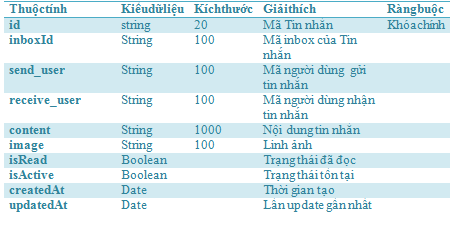 Thuộctính Kiểudữliệu Kíchthước Giảithích Ràngbuộc
id string 20 Mã Tin nhắn Khóachính
inboxId String 100 Mã inbox của Tin
nhắn
send_user String 100 Mã người dùng gửi
tin nhắn
receive_user String 100 Mã người dùng nhận
tin nhắn
content String 1000 Nội dung tin nhắn
image String 100 Linh ảnh
isRead Boolean Trạng thái đã đọc
isActive Boolean Trạng thái tồn tại
createdAt Date Thời gian tạo
updatedAt Date Lần update gần nhất